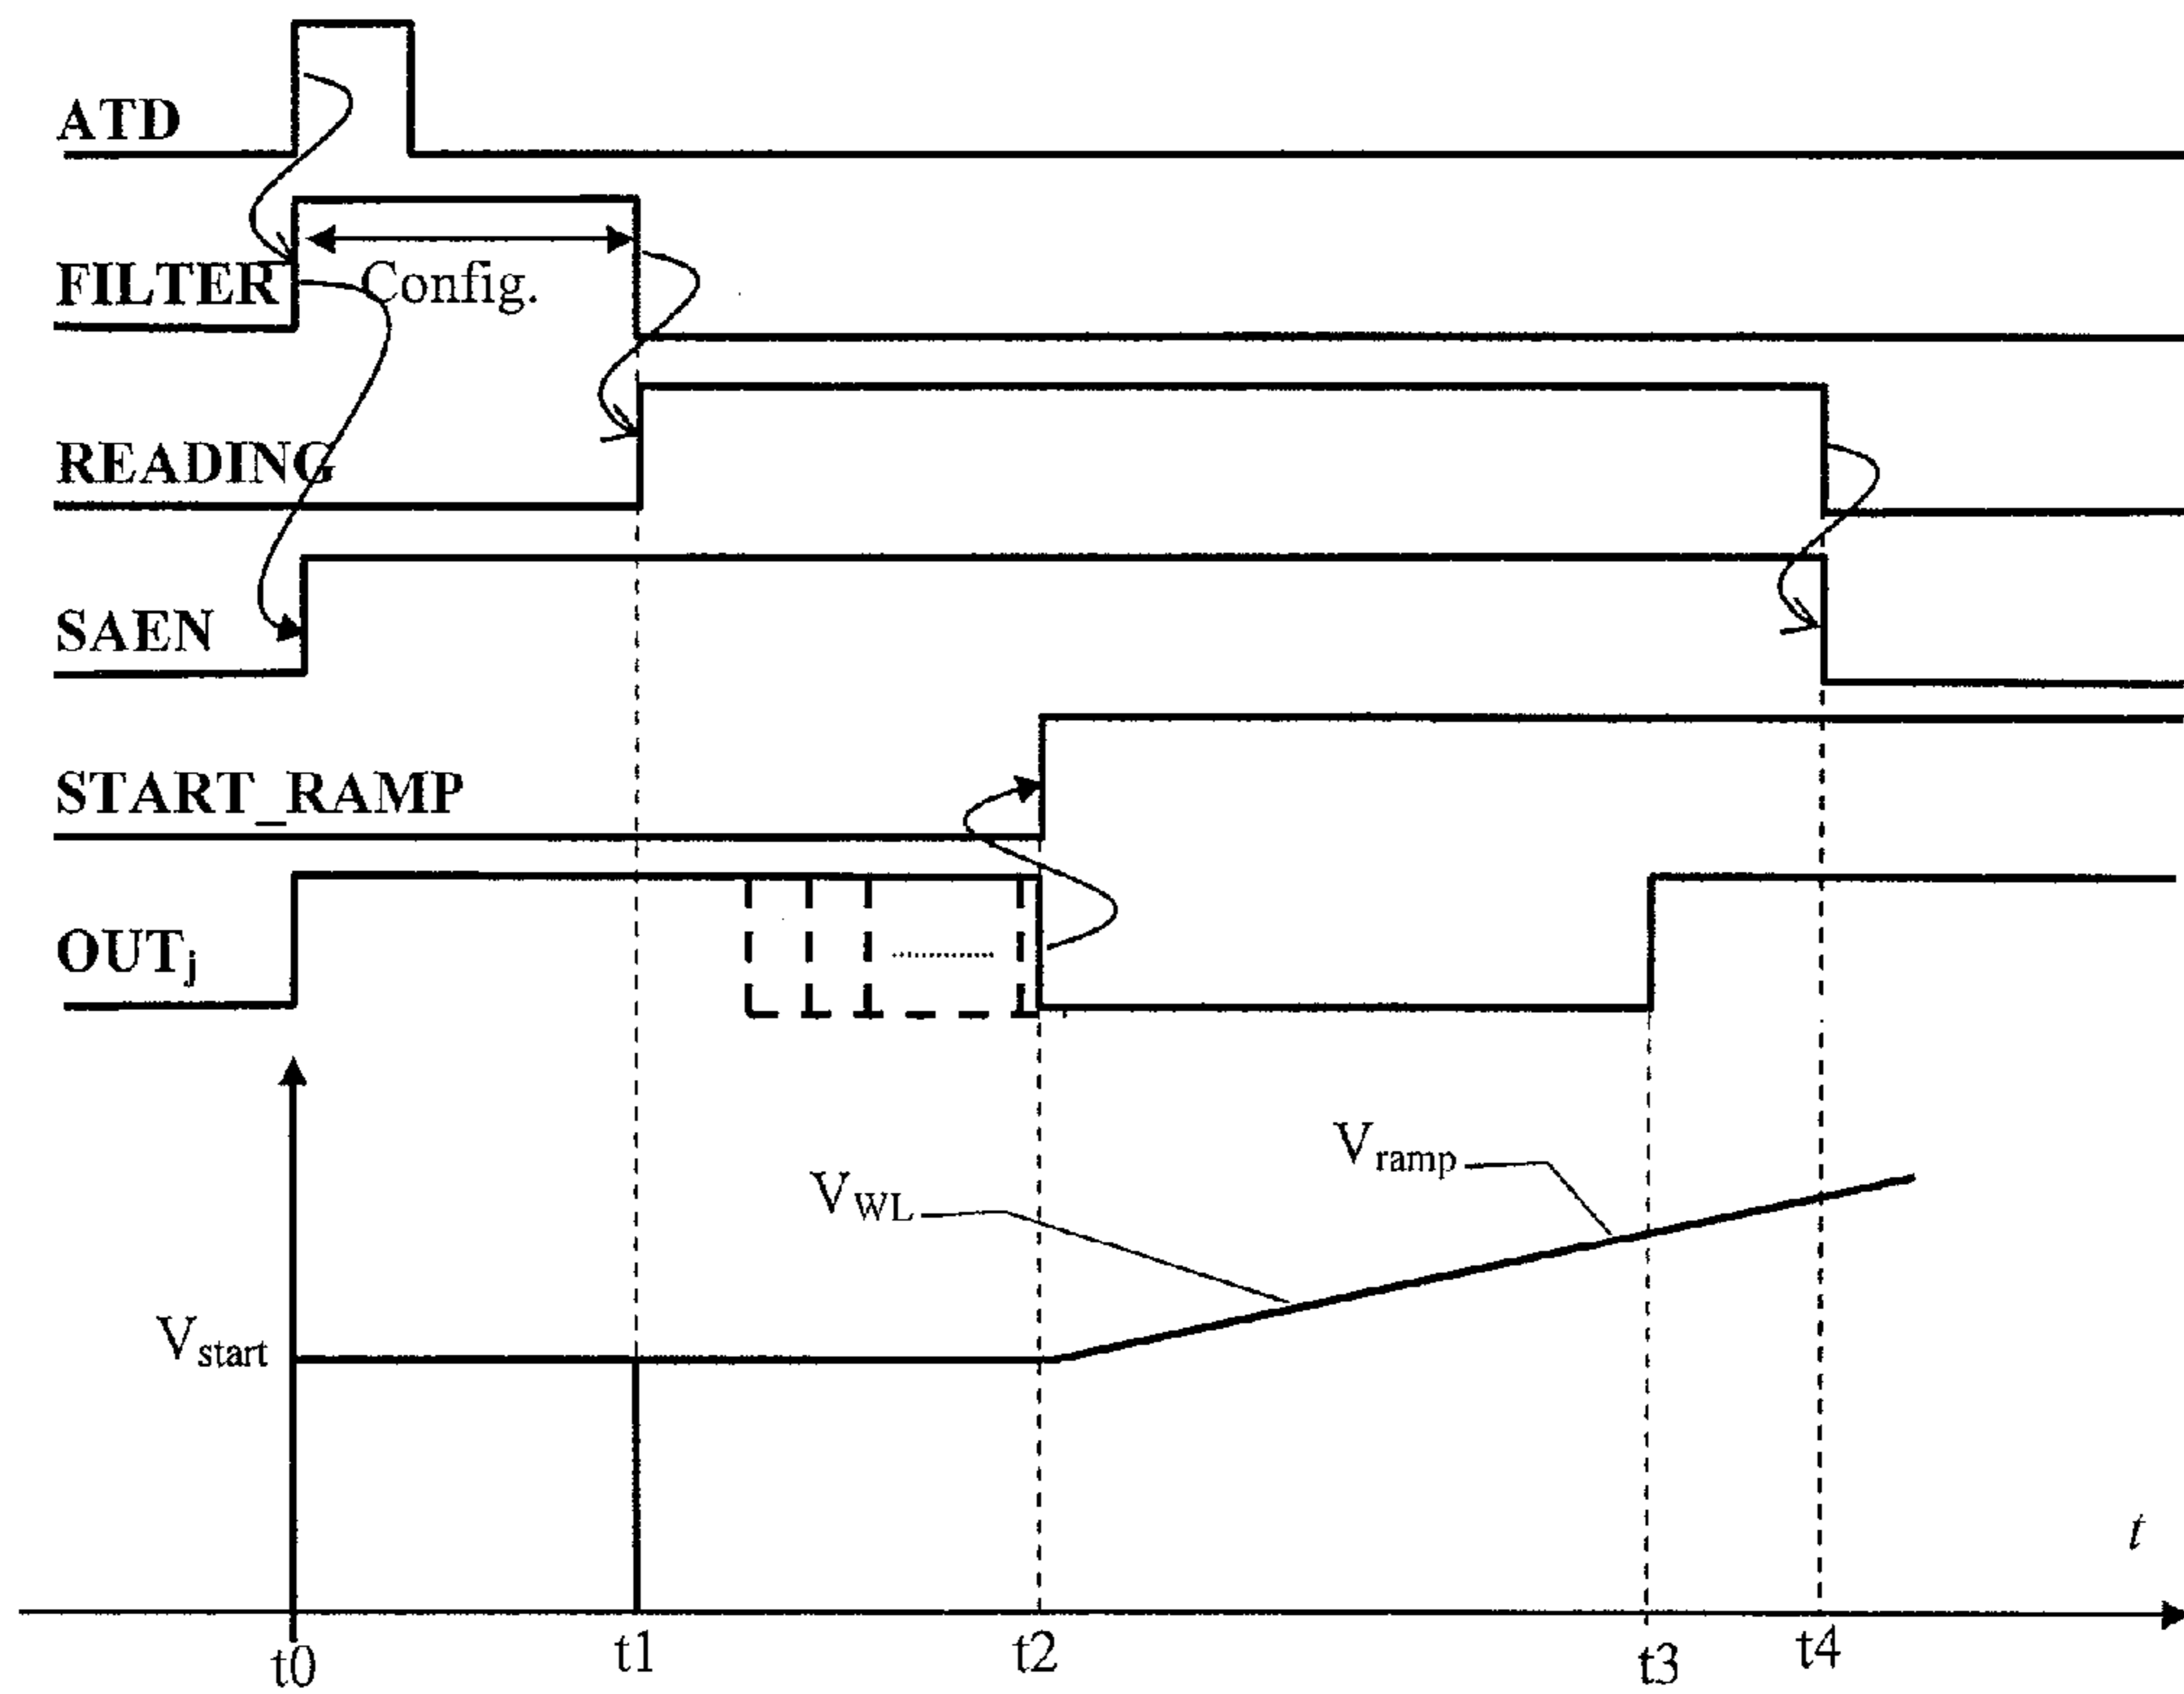 ATD
FILTER
Config.
READING
SAEN
START_RAMP
OUTj
Vramp
VWL
Vstart
t
t0
t1
t2
t3
t4